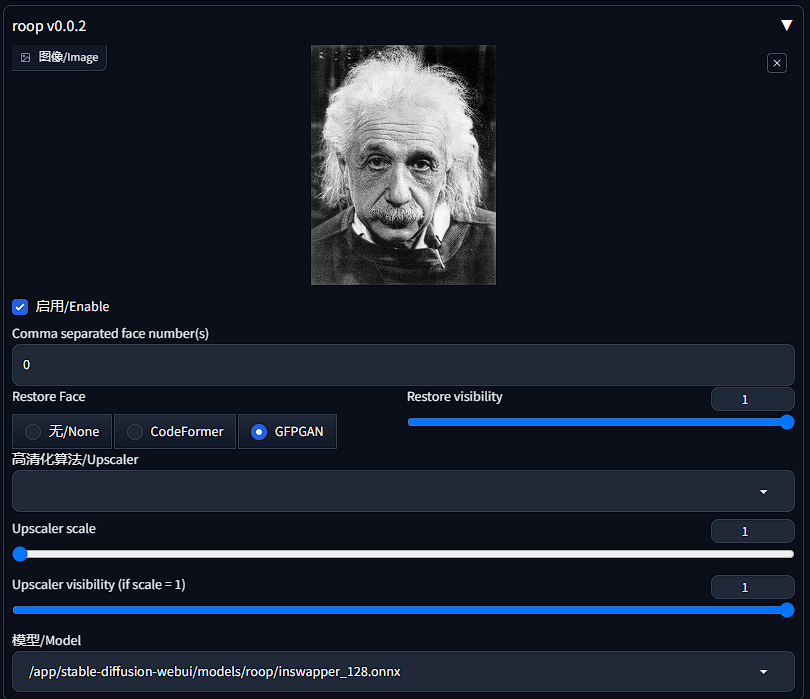 roop v0.0.2
图像/Image
启用/Enable
Comma separated face number(s)
0
Restore Face
Restore visibility
1
无/None
CodeFormer
GFPGAN
高清化算法/Upscaler
Upscaler scale
1
Upscaler visibility (if scale = 1)
1
模型/Model
/app/stable-diffusion-webui/models/roop/inswapper_128.onnx